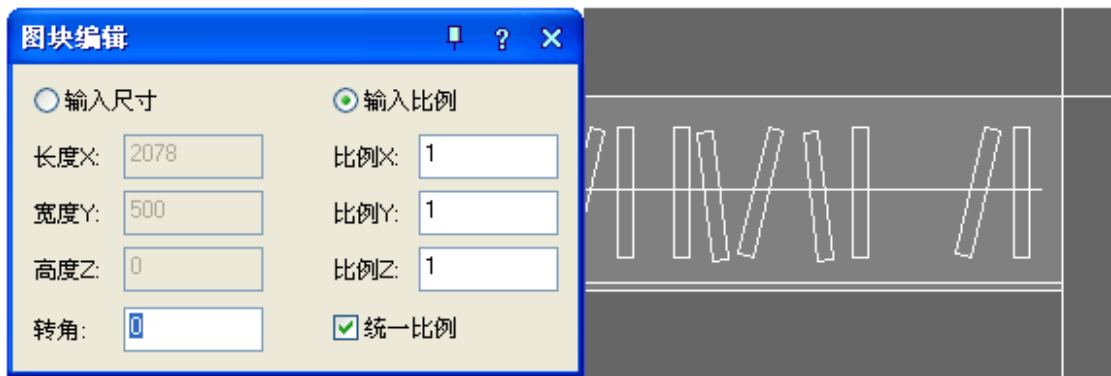 图块编辑 ?
输入尺寸 输入比例
长度X: 2078 比例X: 1
宽度Y: 500 比例Y: 1
高度Z: 0 比例Z: 1
转角: 0 统一比例